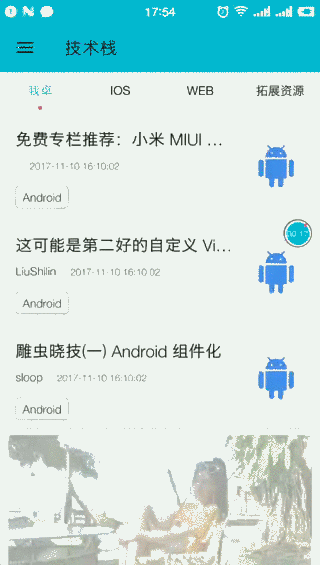 17:54
技术栈
我卓
IOS
WEB
拓展资源
免费专栏推荐：小米 MIUI ...
2017-11-10 16:10:02
Android
这可能是第二好的自定义 Vi...
LiuShilin
2017-11-10 16:10:02
Android
雕虫晓技(一) Android 组件化
sloop
2017-11-10 16:10:02
Android